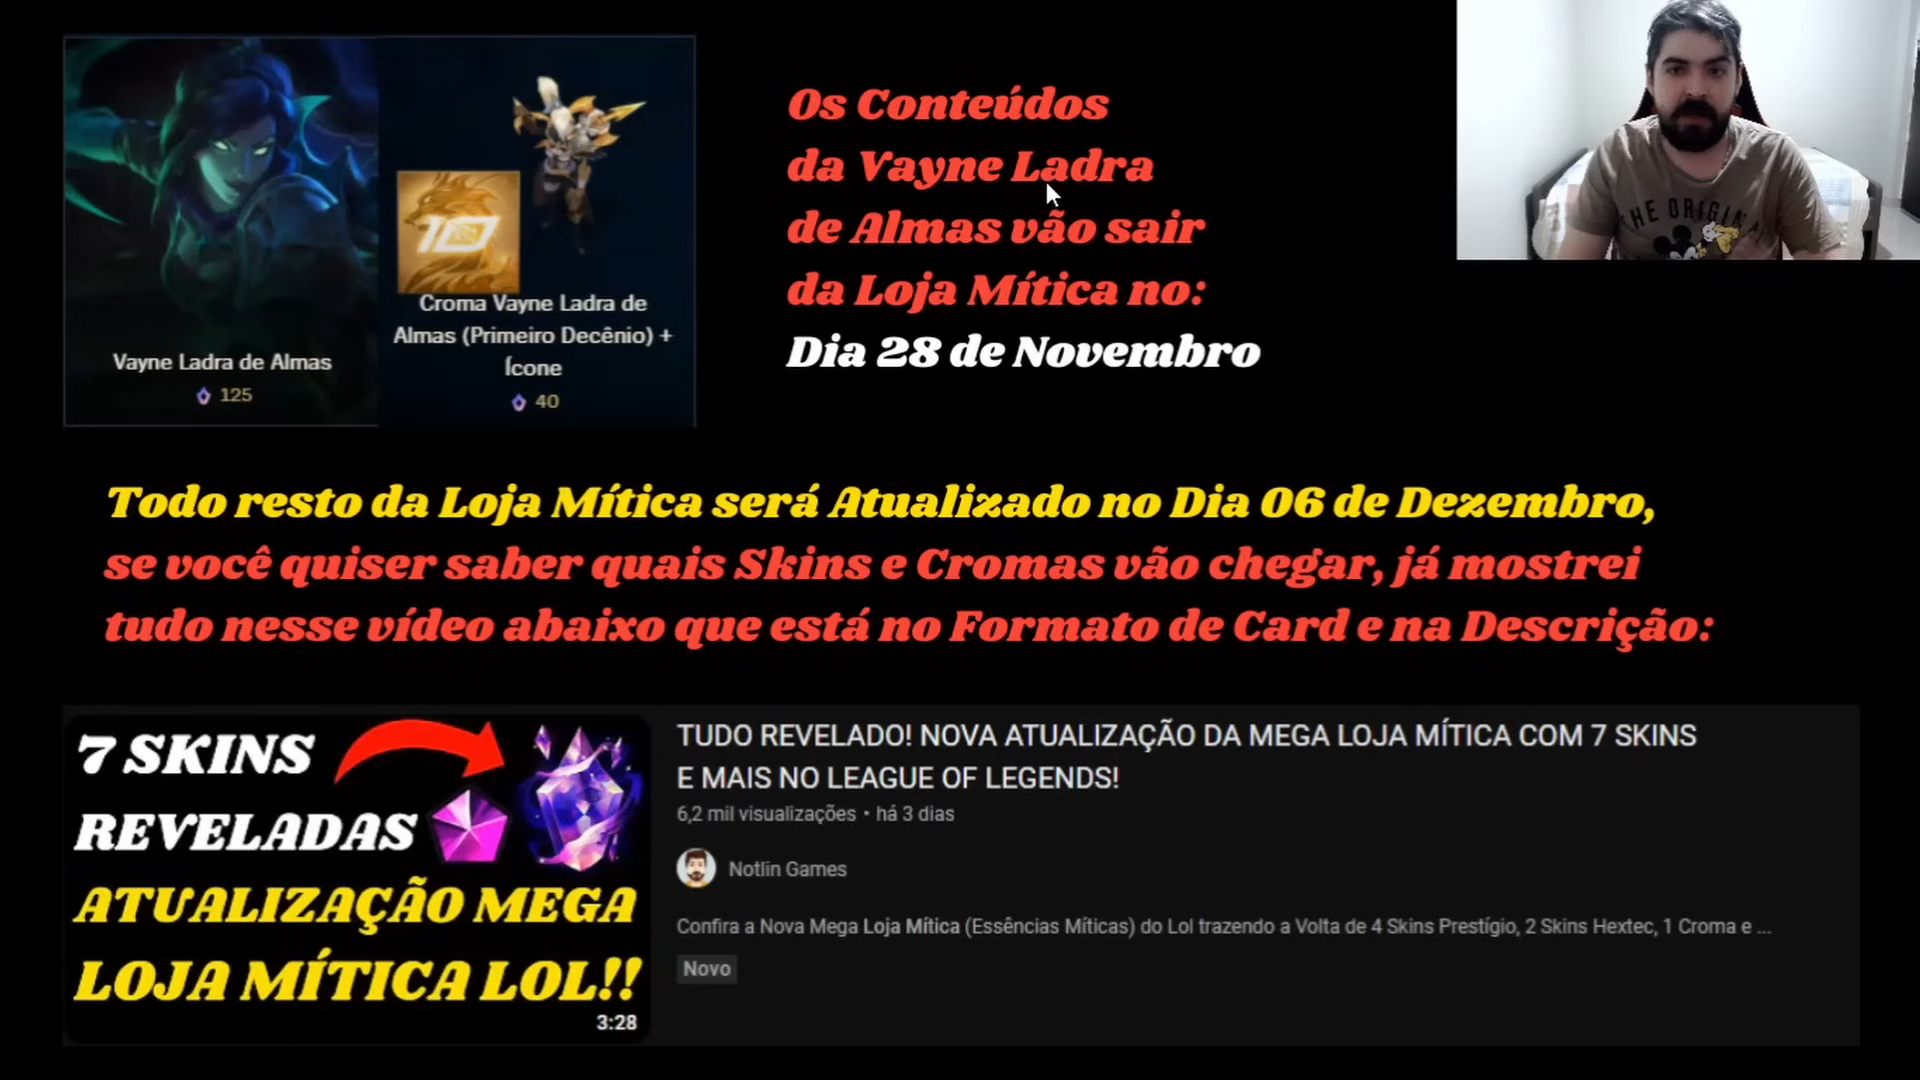 Vayne Ladra de Almas
125
10
Croma Vayne Ladra de
Almas (Primeiro Decênio) +
Ícone
40
Os Conteúdos
da Vayne Ladra
de Almas vão sair
da Loja Mítica no:
Dia 28 de Novembro
THE ORIGINA
Todo resto da Loja Mítica será Atualizado no Dia 06 de Dezembro,
se você quiser saber quais Skins e Cromas vão chegar, já mostrei
tudo nesse vídeo abaixo que está no Formato de Card e na Descrição:
7 SKINS
REVELADAS
ATUALIZAÇÃO MEGA
LOJA MÍTICA LOL!!
3:28
TUDO REVELADO! NOVA ATUALIZAÇÃO DA MEGA LOJA MÍTICA COM 7 SKINS
E MAIS NO LEAGUE OF LEGENDS!
6,2 mil visualizações • há 3 dias
Notlin Games
Confira a Nova Mega Loja Mítica (Essências Míticas) do Lol trazendo a Volta de 4 Skins Prestígio, 2 Skins Hextec, 1 Croma e ...
Novo